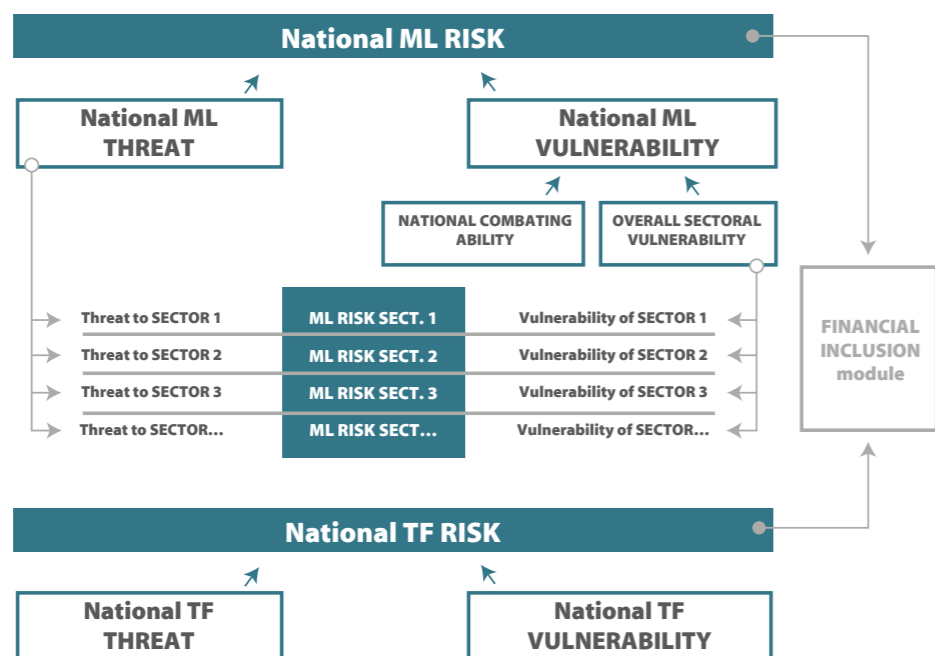 National ML RISK
National ML
THREAT
National ML
VULNERABILITY
NATIONAL COMBATING
ABILITY
OVERALL SECTORAL
VULNERABILITY
Threat to SECTOR 1
ML RISK SECT. 1
Vulnerability of SECTOR 1
Threat to SECTOR 2
ML RISK SECT. 2
Vulnerability of SECTOR 2
Threat to SECTOR 3
ML RISK SECT. 3
Vulnerability of SECTOR 3
Threat to SECTOR...
ML RISK SECT...
Vulnerability of SECTOR...
FINANCIAL
INCLUSION
module
National TF RISK
National TF
THREAT
National TF
VULNERABILITY